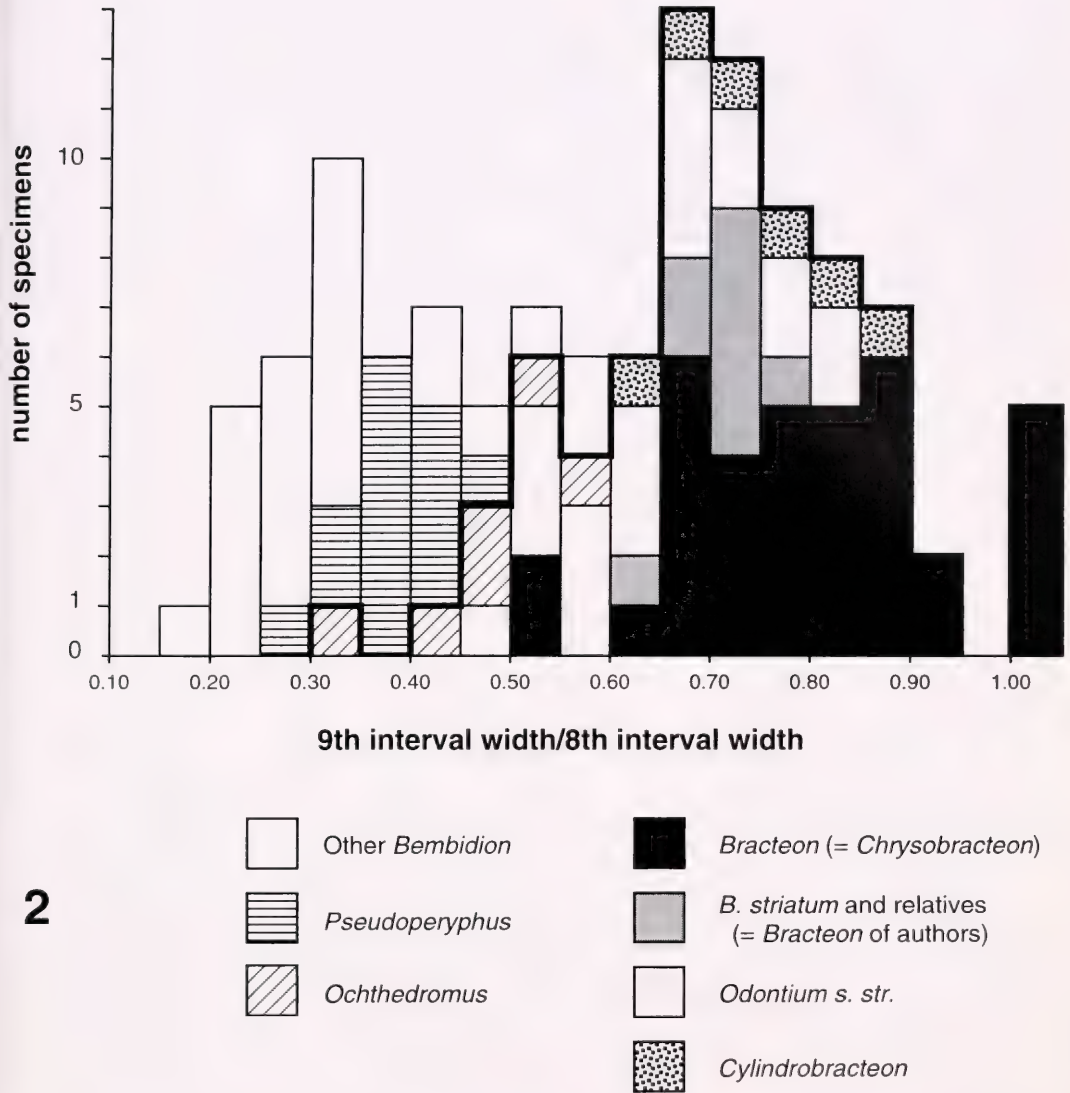 number of specimens
10
5
1
0
0.10 0.20 0.30 0.40 0.50 0.60 0.70 0.80 0.90 1.00
9th interval width/8th interval width
Other Bembidion
Pseudoperyphus
Ochthedromus
Bracteon (= Chrysobracteon)
B. striatum and relatives
(= Bracteon of authors)
Odontium s. str.
Cylindrobracteon
2